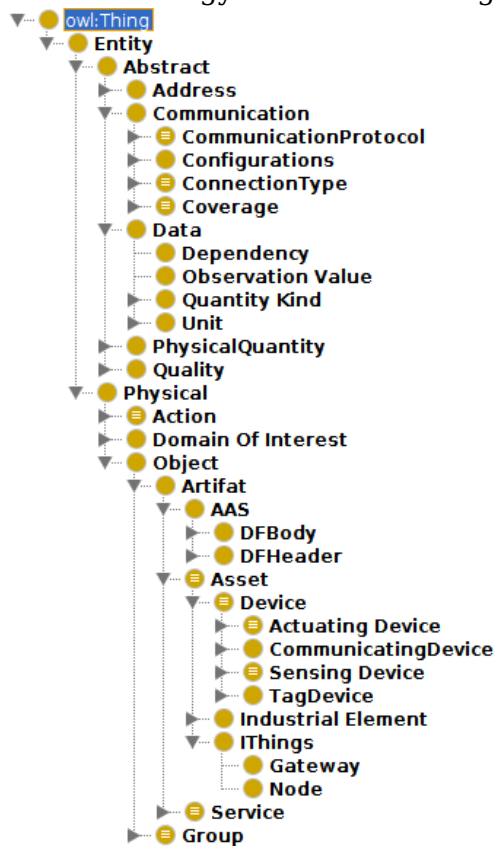 owl:Thing
Entity
Abstract
Address
Communication
CommunicationProtocol
Configurations
ConnectionType
Coverage
Data
Dependency
Observation Value
Quantity Kind
Unit
PhysicalQuantity
Quality
Physical
Action
Domain Of Interest
Object
Artifat
AAS
DFBody
DFHeader
Asset
Device
Actuating Device
CommunicatingDevice
Sensing Device
TagDevice
Industrial Element
IThings
Gateway
Node
Service
Group